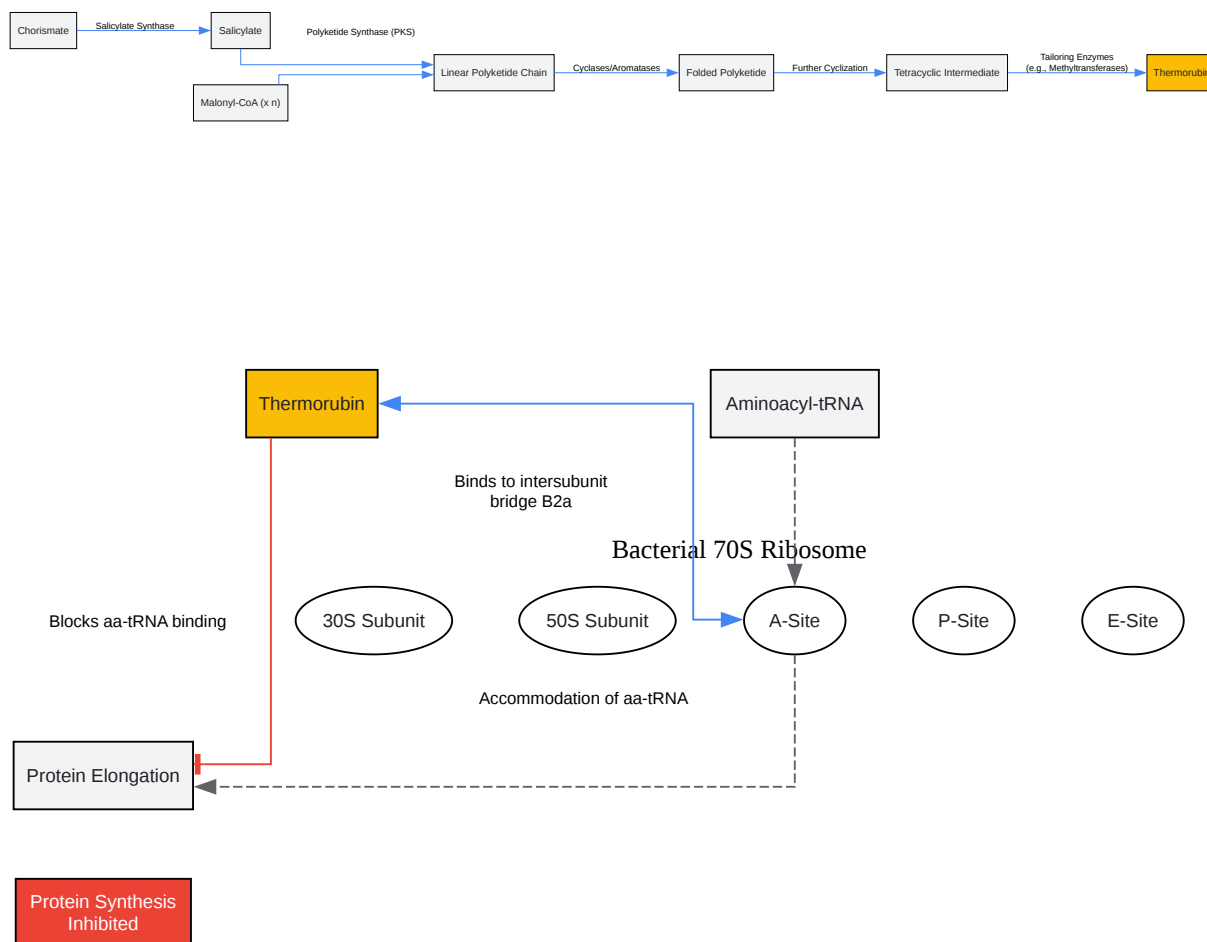 Chorismate
Salicylate Synthase
Salicylate
Polyketide Synthase (PKS)
Malonyl-CoA (x n)
Linear Polyketide Chain
Cyclases/Aromatases
Folded Polyketide
Further Cyclization
Tetracyclic Intermediate
Tailoring Enzymes
(e.g., Methyltransferases)
Thermorubin
Thermorubin
Aminoacyl-tRNA
Binds to intersubunit
bridge B2a
Bacterial 70S Ribosome
Blocks aa-tRNA binding
30S Subunit
50S Subunit
A-Site
P-Site
E-Site
Accommodation of aa-tRNA
Protein Elongation
Protein Synthesis
Inhibited